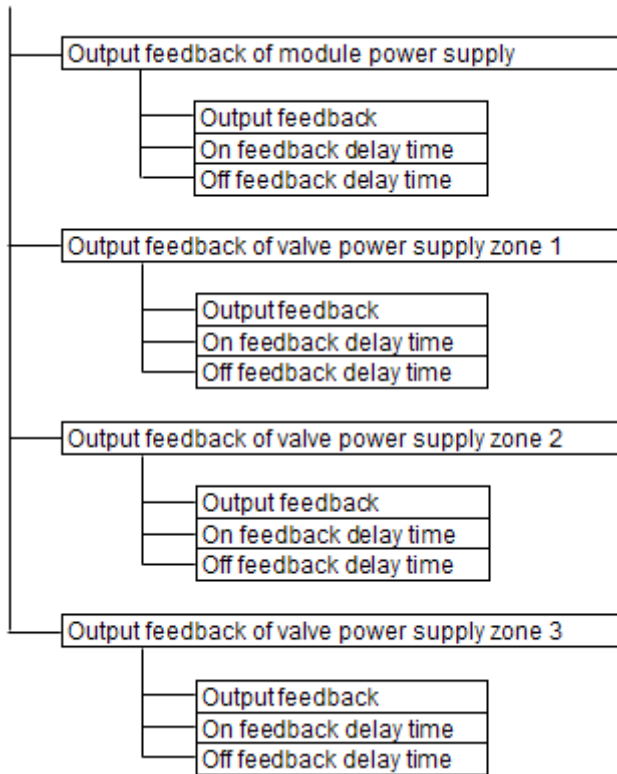 Output feedback of module power supply
Output feedback
On feedback delay time
Off feedback delay time
Output feedback of valve power supply zone 1
Output feedback
On feedback delay time
Off feedback delay time
Output feedback of valve power supply zone 2
Output feedback
On feedback delay time
Off feedback delay time
Output feedback of valve power supply zone 3
Output feedback
On feedback delay time
Off feedback delay time